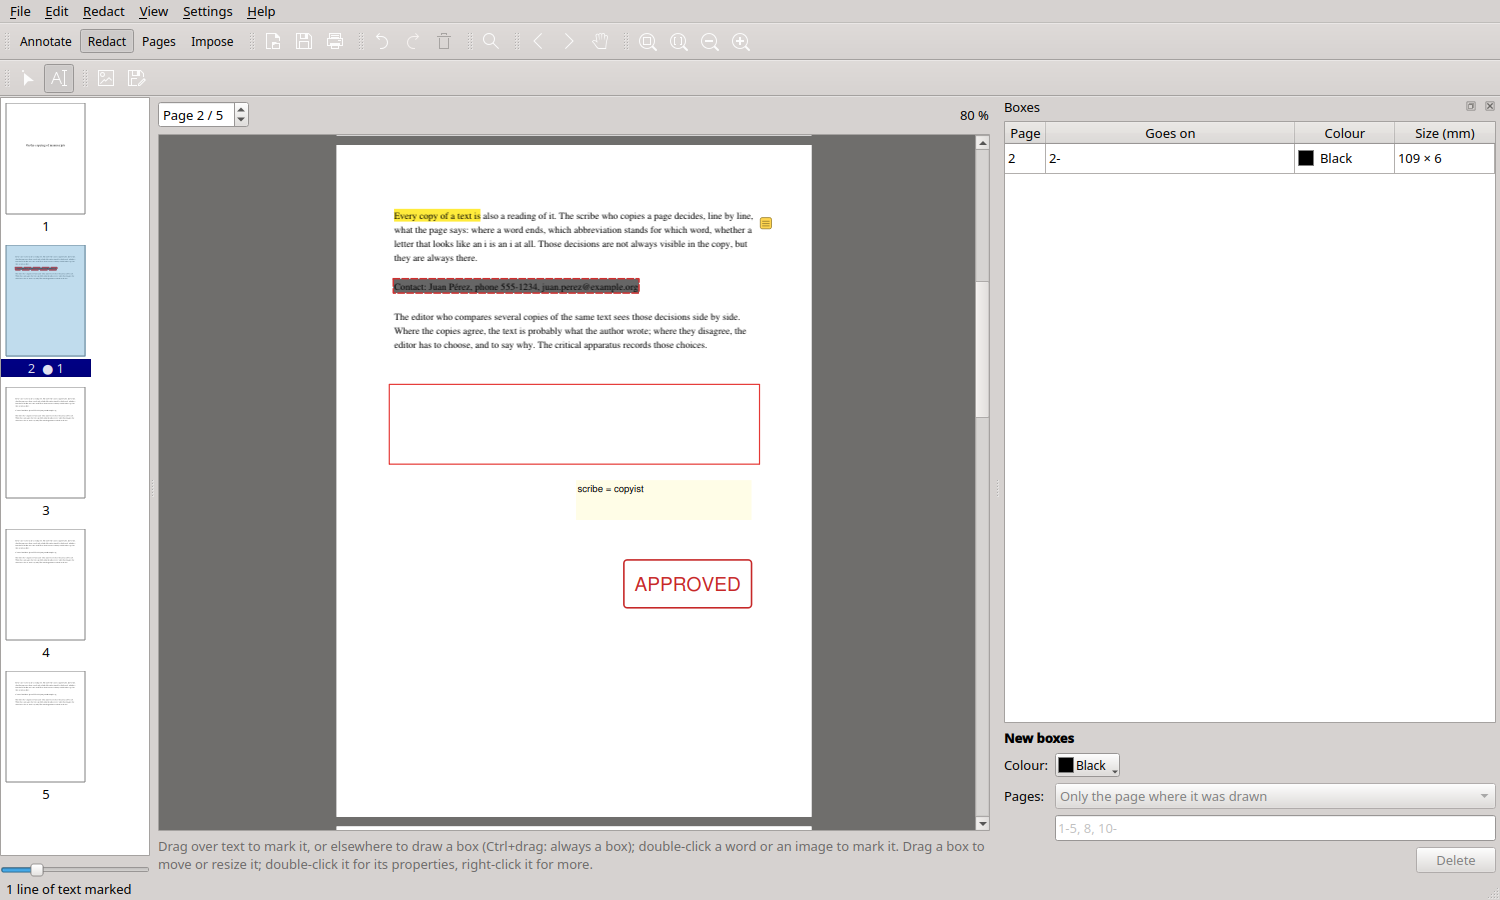 File Edit Redact View Settings Help
Annotate Redact Pages Impose
Page 2 / 5
80 %
Every copy of a text is also a reading of it. The scribe who copies a page decides, line by line,
what the page says: where a word ends, which abbreviation stands for which word, whether a
letter that looks like an i is an i at all. Those decisions are not always visible in the copy, but
they are always there.
Contact: Juan Pérez, phone 555-1234, juan.perez@example.org
The editor who compares several copies of the same text sees those decisions side by side.
Where the copies agree, the text is probably what the author wrote; where they disagree, the
editor has to choose, and to say why. The critical apparatus records those choices.
scribe = copyist
APPROVED
Drag over text to mark it, or elsewhere to draw a box (Ctrl+drag: always a box); double-click a word or an image to mark it. Drag a box to
move or resize it; double-click it for its properties, right-click it for more.
1
2 ● 1
3
4
5
1 line of text marked
Boxes
Page Goes on Colour Size (mm)
2 2- Black 109 × 6
New boxes
Colour: Black
Pages: Only the page where it was drawn
1-5, 8, 10-
Delete